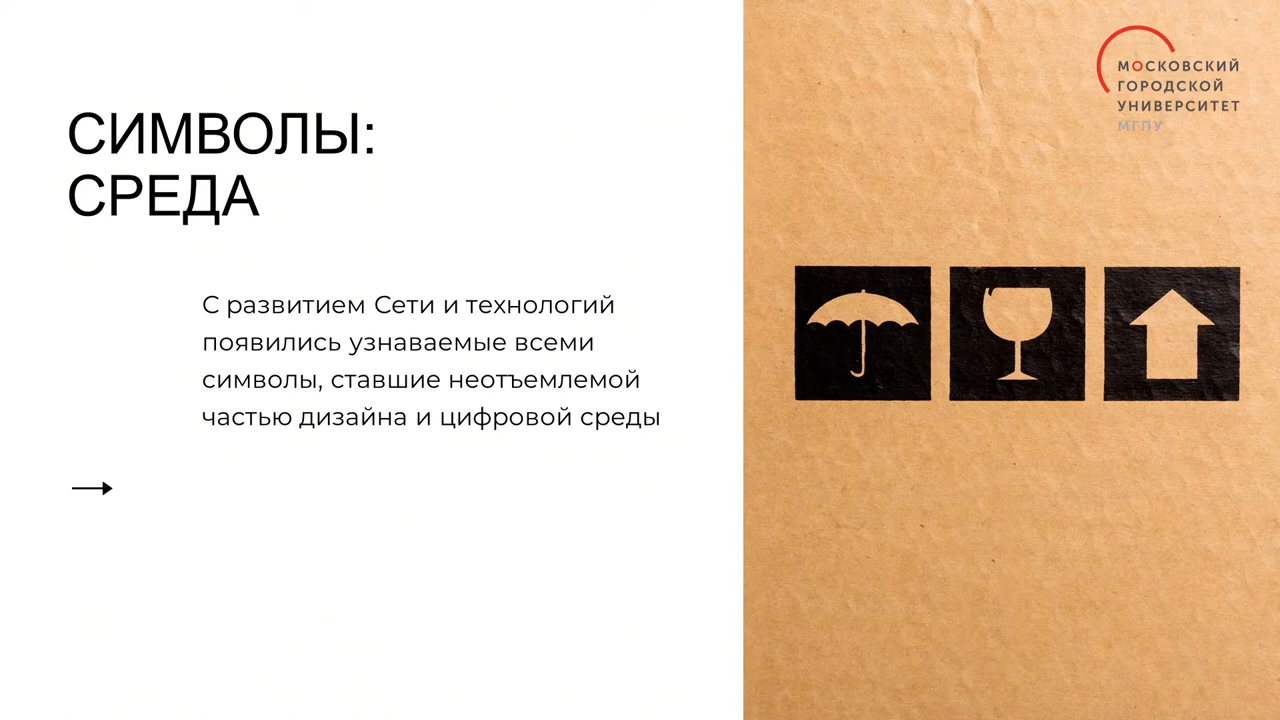 СИМВОЛЫ:
СРЕДА
С развитием Сети и технологий
появились узнаваемые всеми
символы, ставшие неотъемлемой
частью дизайна и цифровой среды
МОСКОВСКИЙ
ГОРОДСКОЙ
УНИВЕРСИТЕТ
МГПУ